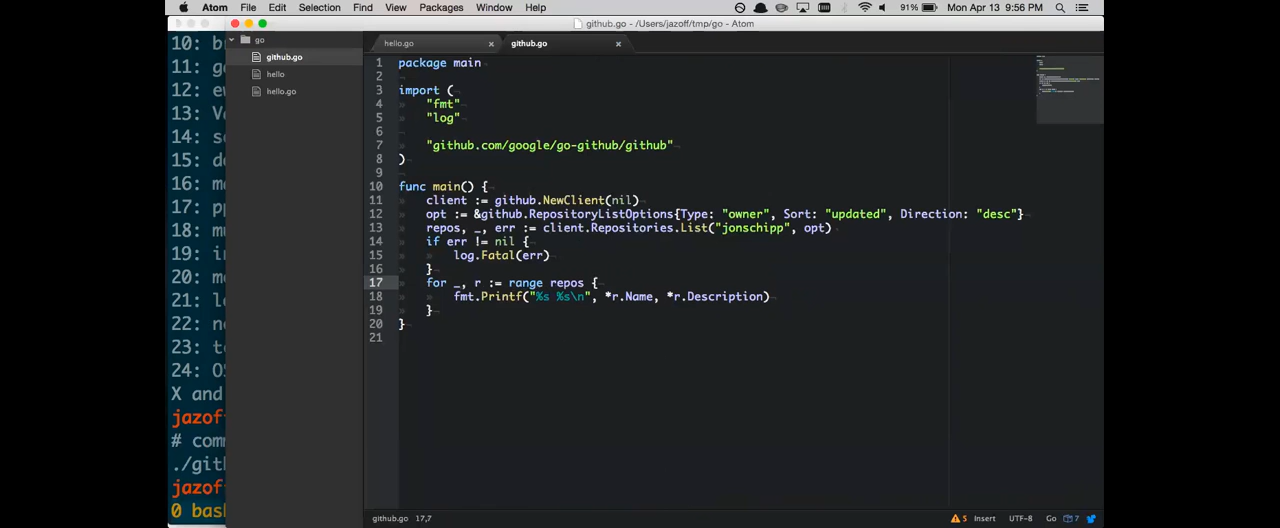 Atom File Edit Selection Find View Packages Window Help 91% Mon Apr 13 9:56 PM
github.go - /Users/jazoff/tmp/go - Atom
go
github.go
hello
hello.go
hello.go x github.go x
1 package main
2
3 import (
4 "fmt"
5 "log"
6
7 "github.com/google/go-github/github"
8 )
9
10 func main() {
11 client := github.NewClient(nil)
12 opt := &github.RepositoryListOptions{Type: "owner", Sort: "updated", Direction: "desc"}
13 repos, _, err := client.Repositories.List("jonschipp", opt)
14 if err != nil {
15 log.Fatal(err)
16 }
17 for _, r := range repos {
18 fmt.Printf("%s %s\n", *r.Name, *r.Description)
19 }
20 }
21
10: b
11: g
12: ew
13: V
14: s
15: d
16: m
17: p
18: m
19: i
20: m
21: l
22: n
23: t
24: O
X and
jazof
# com
./git
jazof
0 bas
github.go 17,7 5 Insert UTF-8 Go 7